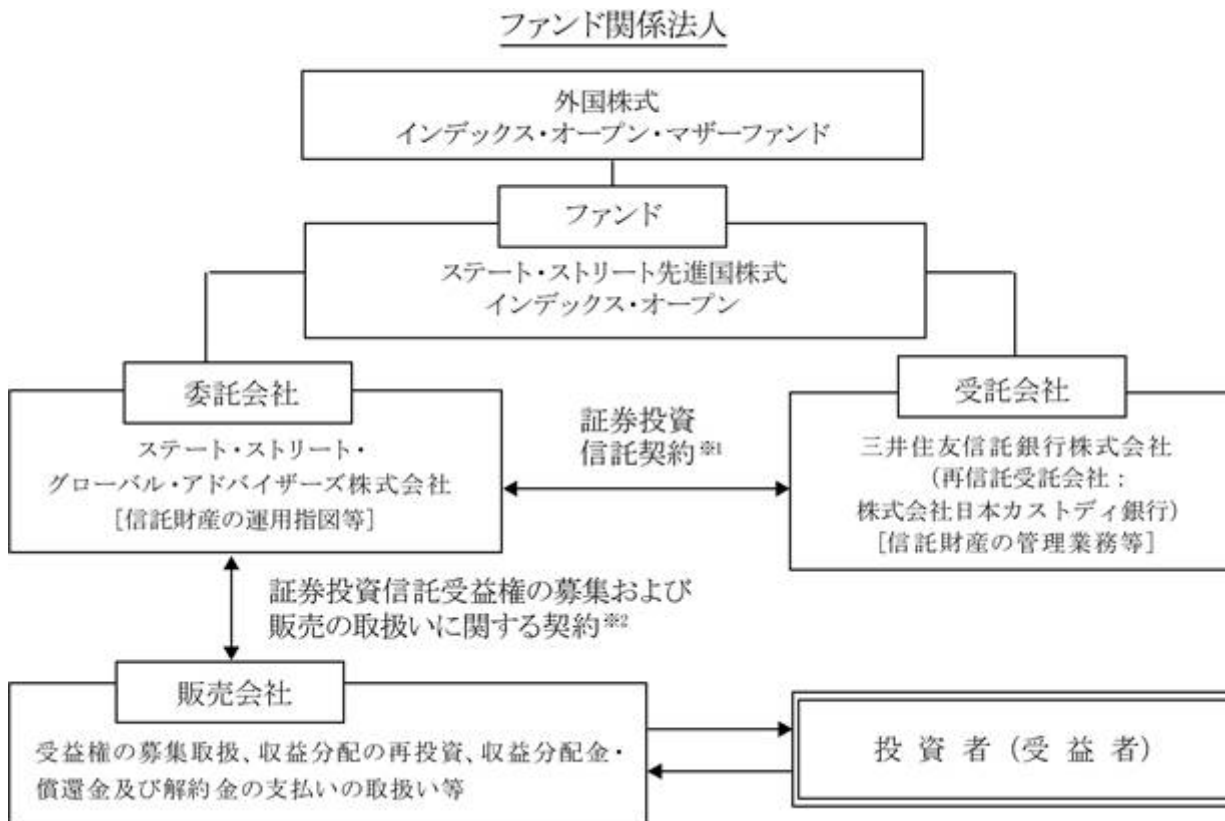 ファンド関係法人
外国株式
インデックス・オープン・マザーファンド
ファンド
ステート・ストリート先進国株式
インデックス・オープン
委託会社
ステート・ストリート・
グローバル・アドバイザーズ株式会社
[信託財産の運用指図等]
証券投資
信託契約※1
受託会社
三井住友信託銀行株式会社
(再信託受託会社:
株式会社日本カストディ銀行)
[信託財産の管理業務等]
証券投資信託受益権の募集および
販売の取扱いに関する契約※2
販売会社
受益権の募集取扱、収益分配の再投資、収益分配金・
償還金及び解約金の支払いの取扱い等
投資者(受益者)